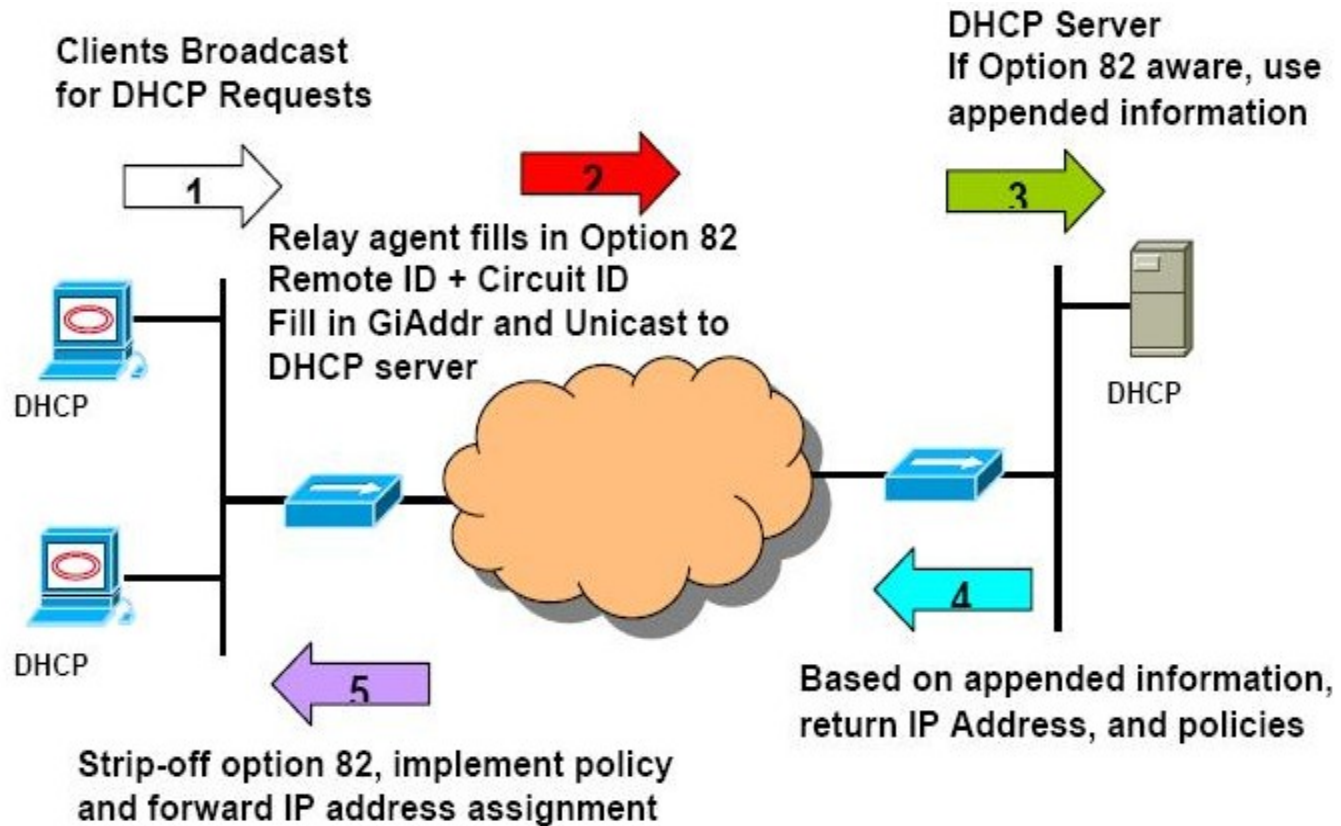 Clients Broadcast
for DHCP Requests
DHCP Server
If Option 82 aware, use
appended information
1
2
3
Relay agent fills in Option 82
Remote ID + Circuit ID
Fill in GiAddr and Unicast to
DHCP server
DHCP
DHCP
DHCP
4
5
Based on appended information,
return IP Address, and policies
Strip-off option 82, implement policy
and forward IP address assignment